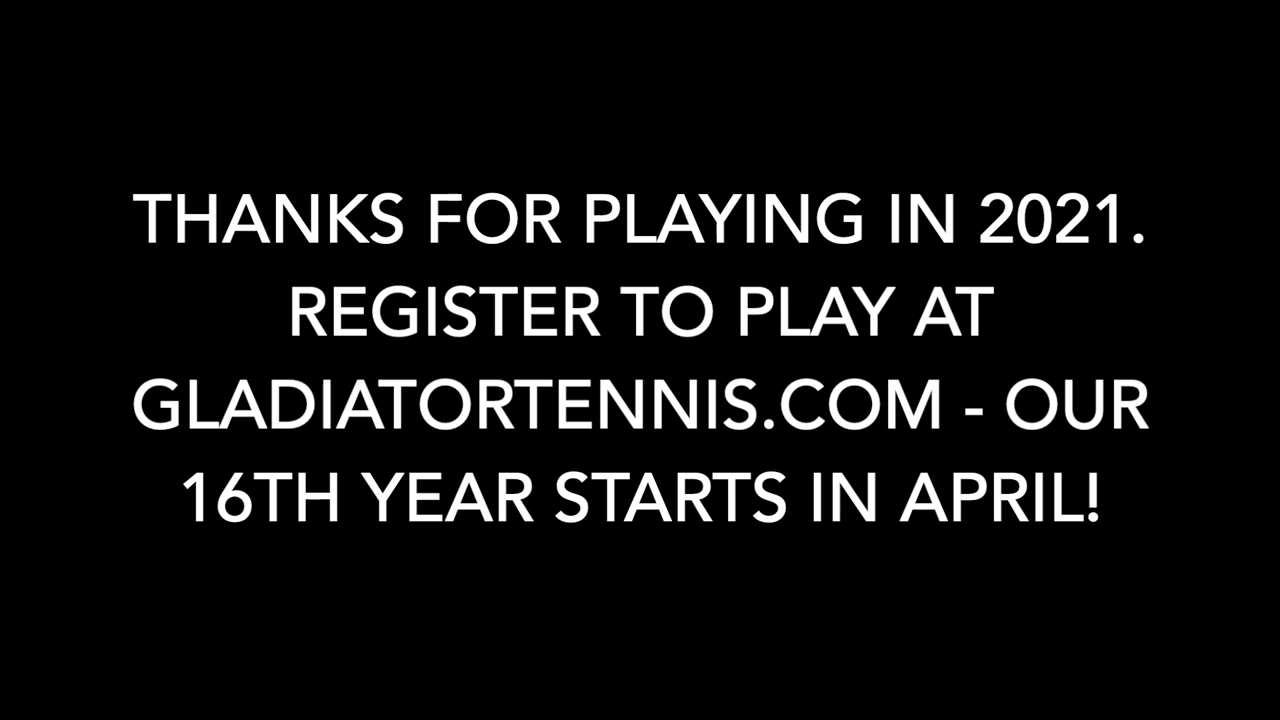 THANKS FOR PLAYING IN 2021.
REGISTER TO PLAY AT
GLADIATORTENNIS.COM - OUR
16TH YEAR STARTS IN APRIL!